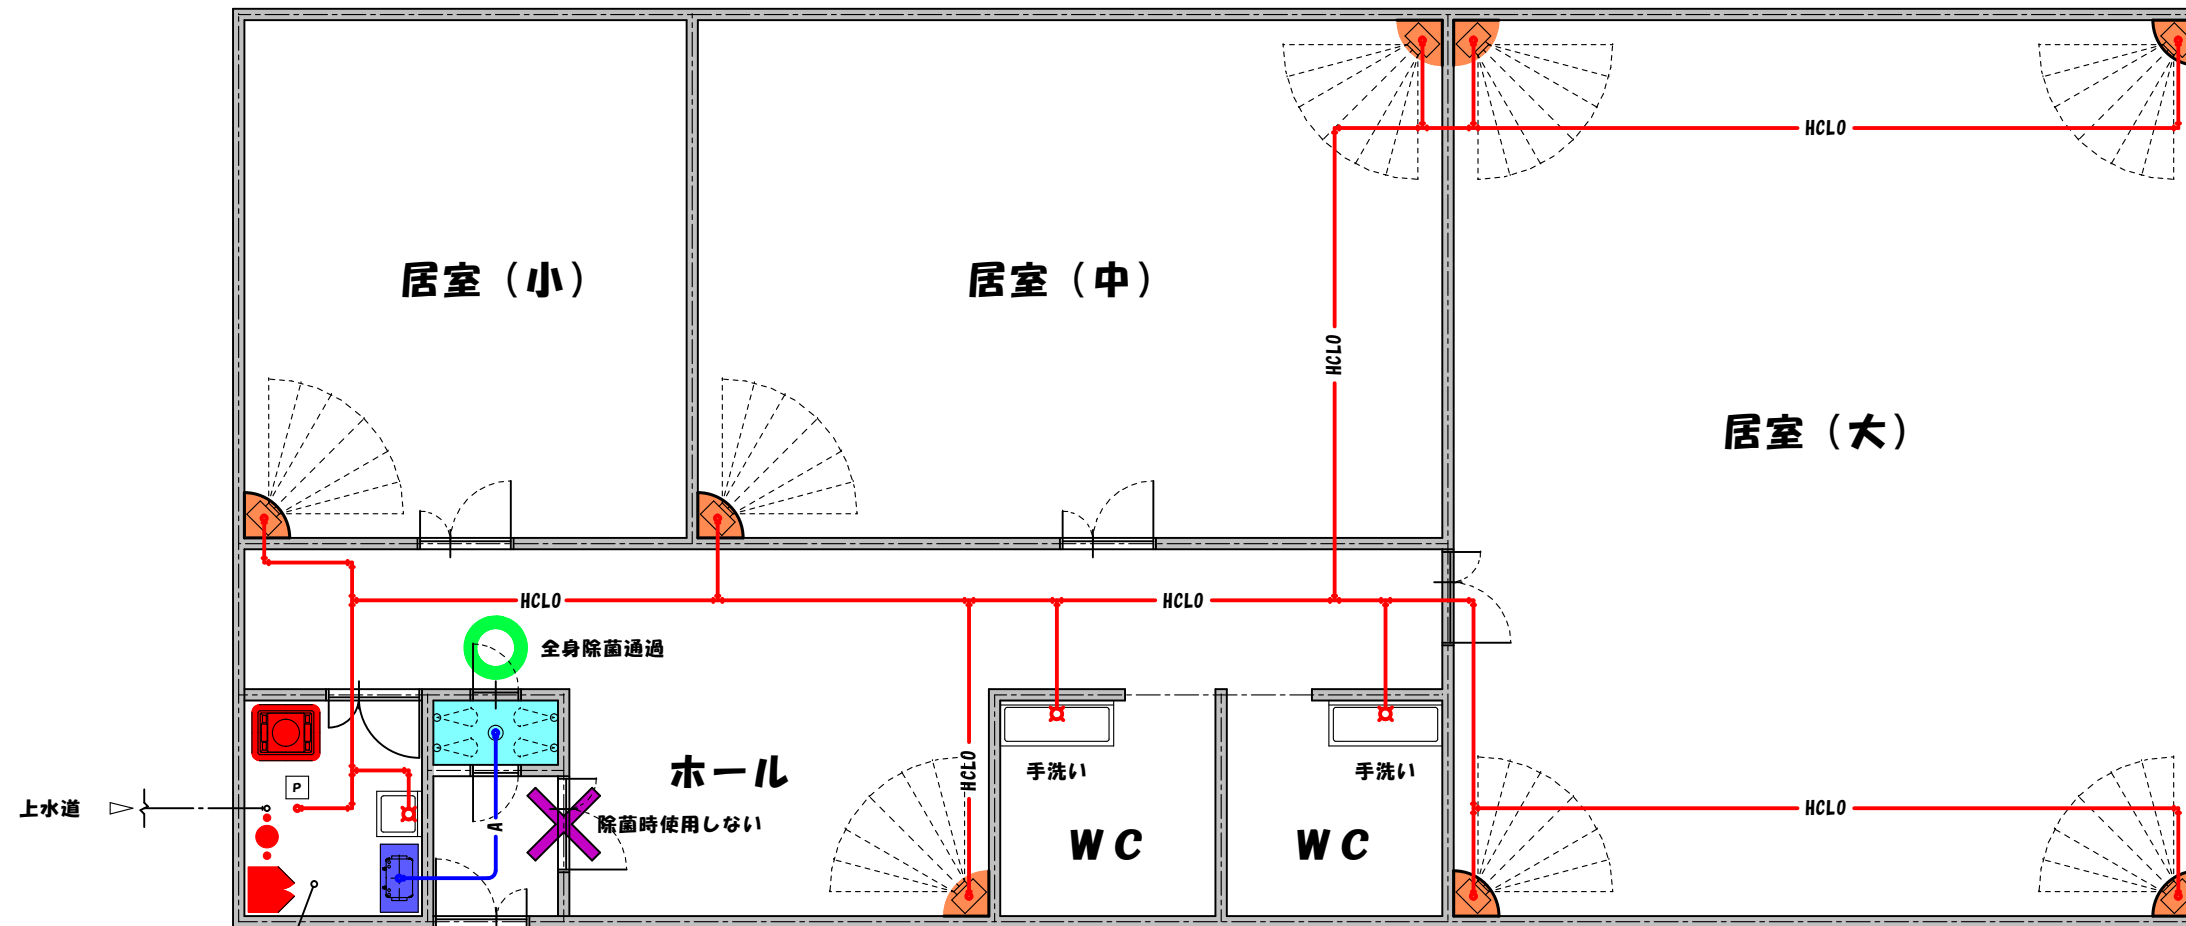 HCLO
居室（小）
居室（中）
HCLO
居室（大）
HCLO
HCLO
全身除菌通過
ホール
HCLO
手洗い
手洗い
P
上水道
A
除菌時使用しない
HCLO
WC
WC